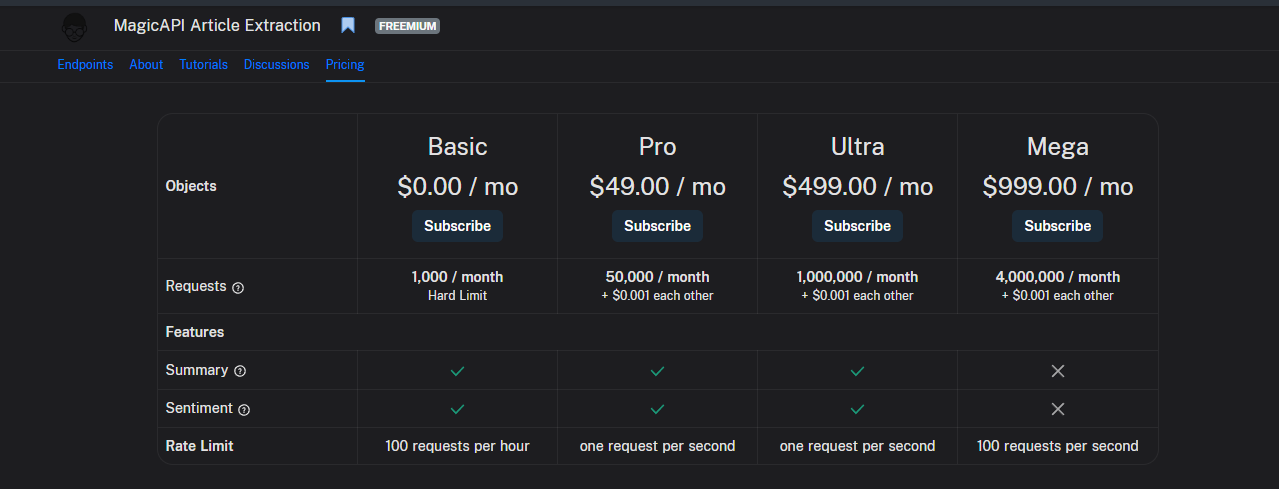 MagicAPI Article Extraction FREEMIUM
Endpoints About Tutorials Discussions Pricing
Objects
Basic Pro Ultra Mega
$0.00 / mo $49.00 / mo $499.00 / mo $999.00 / mo
Subscribe Subscribe Subscribe Subscribe
Requests 1,000 / month 50,000 / month 1,000,000 / month 4,000,000 / month
Hard Limit + $0.001 each other + $0.001 each other + $0.001 each other
Features
Summary
Sentiment
Rate Limit 100 requests per hour one request per second one request per second 100 requests per second